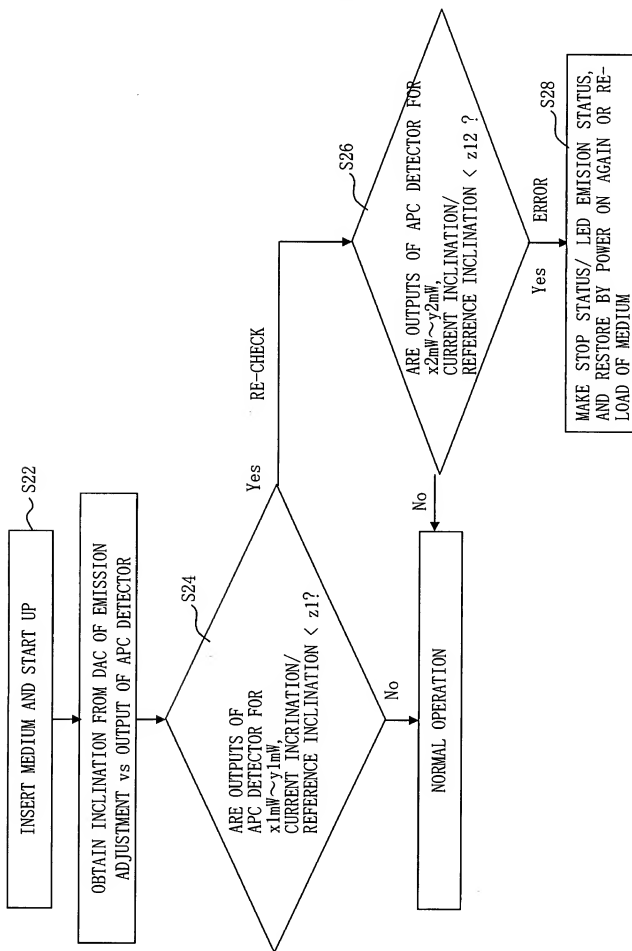 S22
INSERT MEDIUM AND START UP
OBTAIN INCLINATION FROM DAC OF EMISSION
ADJUSTMENT vs OUTPUT OF APC DETECTOR
S24
ARE OUTPUTS OF
APC DETECTOR FOR
x1mW～y1mW,
CURRENT INCRINATION/
REFERENCE INCLINATION < z1?
Yes
RE-CHECK
No
NORMAL OPERATION
S26
ARE OUTPUTS OF APC DETECTOR FOR
x2mW～y2mW,
CURRENT INCLINATION/
REFERENCE INCLINATION < z12 ?
No
Yes
ERROR
S28
MAKE STOP STATUS/ LED EMISION STATUS,
AND RESTORE BY POWER ON AGAIN OR RE-
LOAD OF MEDIUM